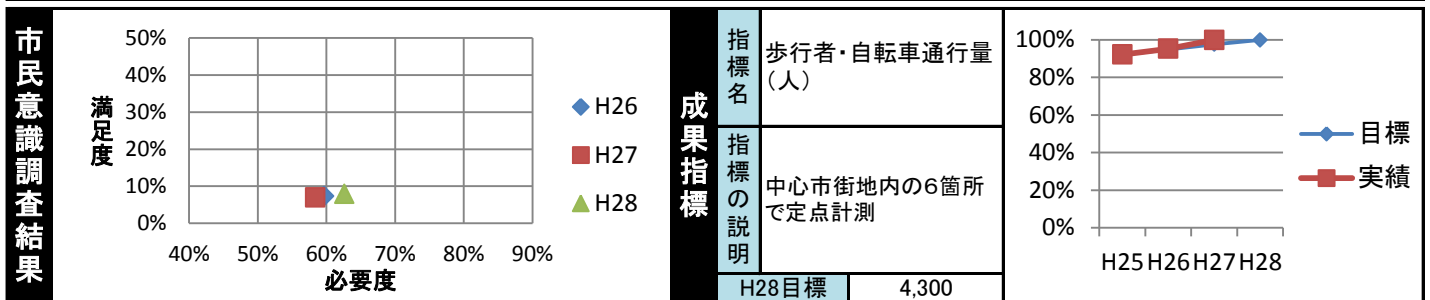 市民意識調査結果
満足度
50%
40%
30%
20%
10%
0%
40% 50% 60% 70% 80% 90%
必要度
H26
H27
H28
成果指標
指標名
歩行者・自転車通行量
(人)
指標の説明
中心市街地内の6箇所
で定点計測
H28目標 4,300
100%
80%
60%
40%
20%
0%
H25 H26 H27 H28
目標
実績